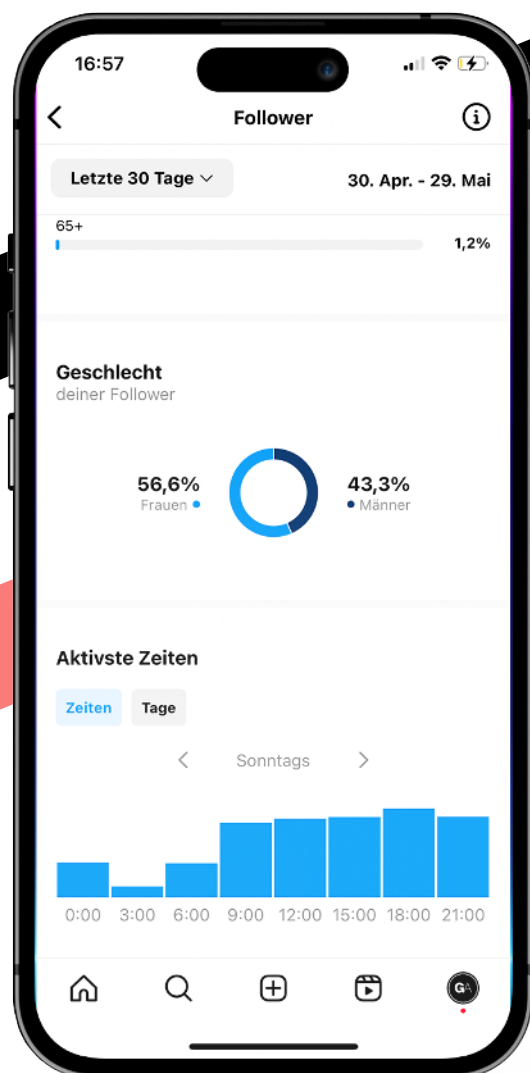 16:57
Follower
Letzte 30 Tage
30. Apr. - 29. Mai
65+
1,2%
Geschlecht
deiner Follower
56,6%
Frauen
43,3%
Männer
Aktivste Zeiten
Zeiten Tage
Sonntags
0:00 3:00 6:00 9:00 12:00 15:00 18:00 21:00
GA